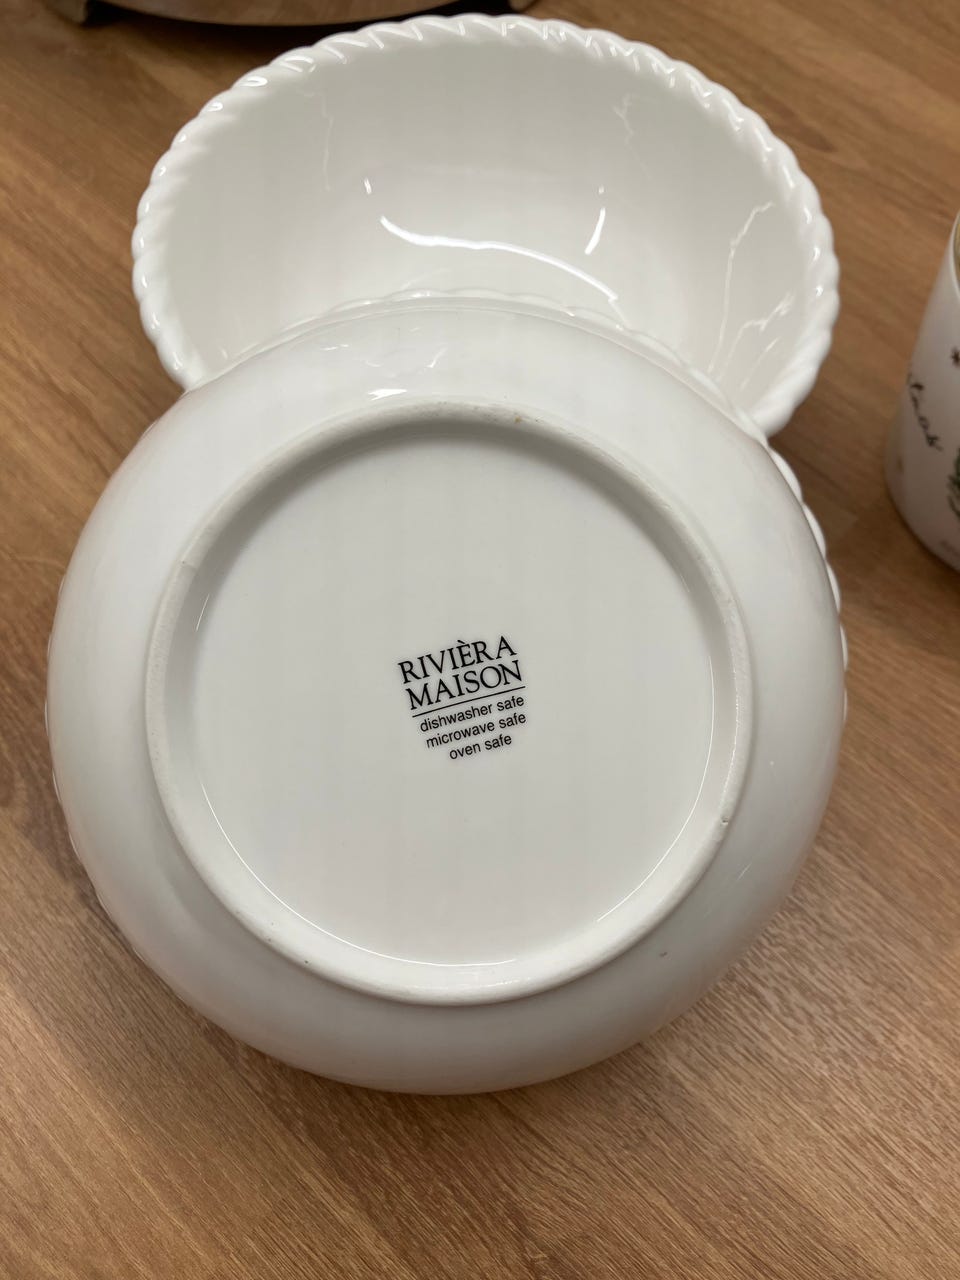 RIVIÈRA
MAISON
dishwasher safe
microwave safe
oven safe